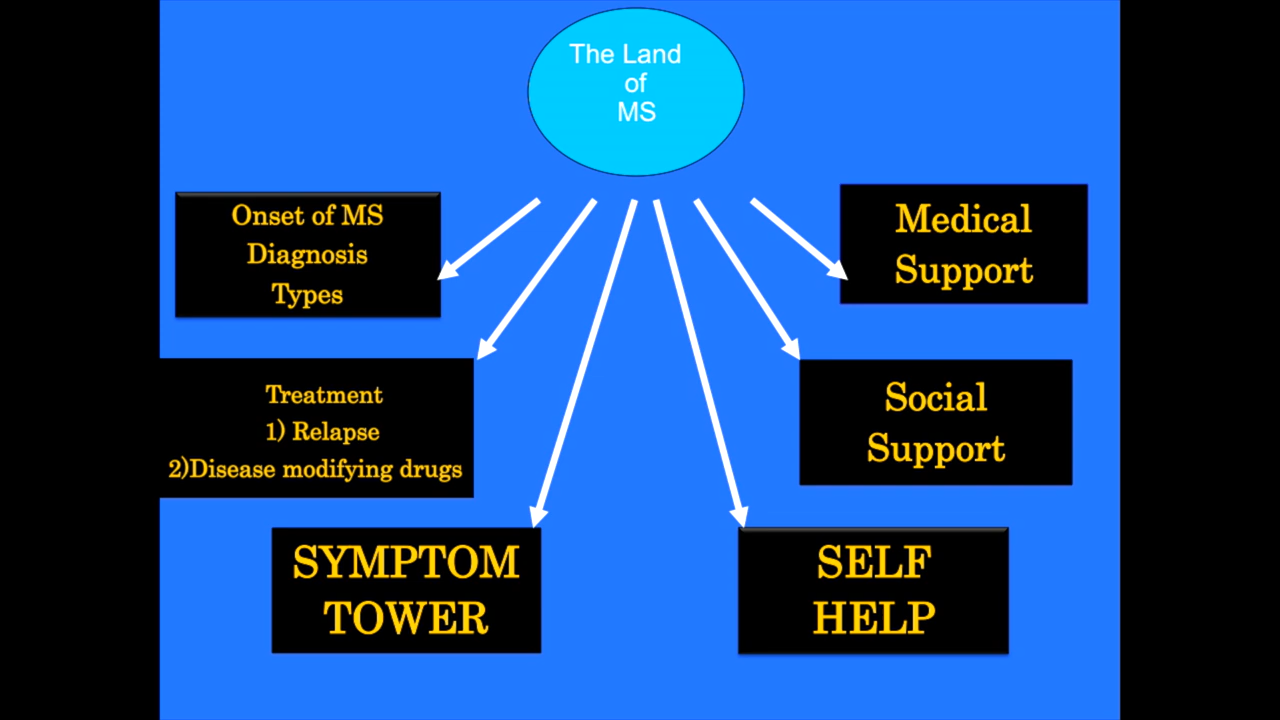 The Land
of
MS
Onset of MS
Diagnosis
Types
Medical
Support
Treatment
1) Relapse
2)Disease modifying drugs
Social
Support
SYMPTOM
TOWER
SELF
HELP